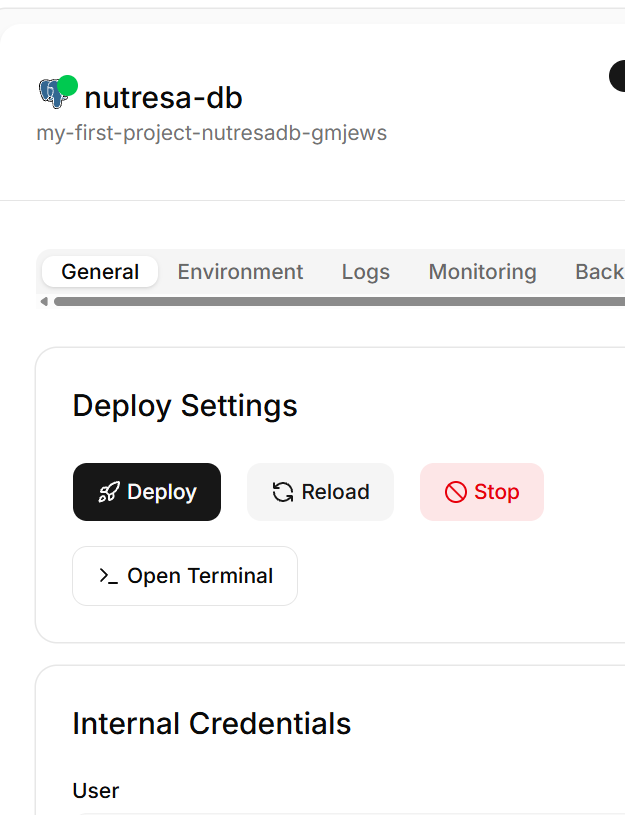 nutresa-db
my-first-project-nutresadb-gmjews
General Environment Logs Monitoring Back
Deploy Settings
Deploy Reload Stop
Open Terminal
Internal Credentials
User